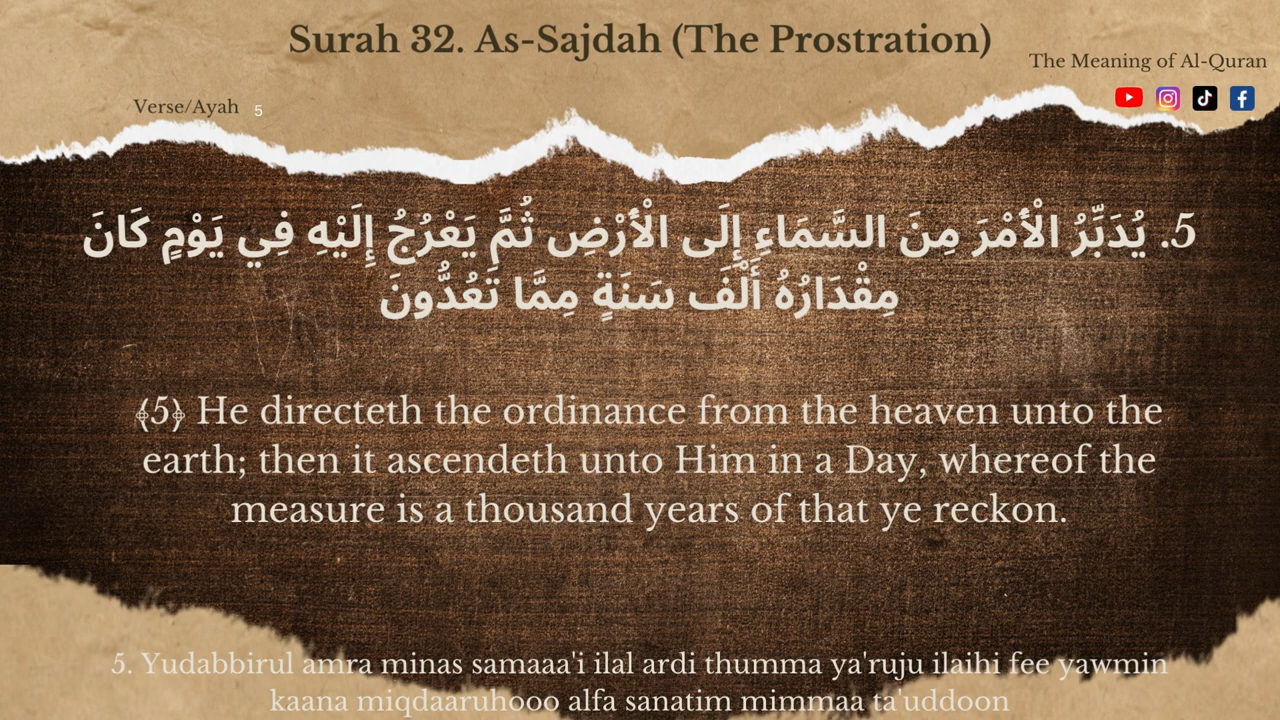 Surah 32. As-Sajdah (The Prostration)
The Meaning of Al-Quran
Verse/Ayah 5
5. يُدَبِّرُ الْأَمْرَ مِنَ السَّمَاءِ إِلَى الْأَرْضِ ثُمَّ يَعْرُجُ إِلَيْهِ فِي يَوْمٍ كَانَ
مِقْدَارُهُ أَلْفَ سَنَةٍ مِمَّا تَعُدُّونَ
﴾5﴿ He directeth the ordinance from the heaven unto the
earth; then it ascendeth unto Him in a Day, whereof the
measure is a thousand years of that ye reckon.
5. Yudabbirul amra minas samaaa'i ilal ardi thumma ya'ruju ilaihi fee yawmin
kaana miqdaaruhooo alfa sanatim mimmaa ta'uddoon